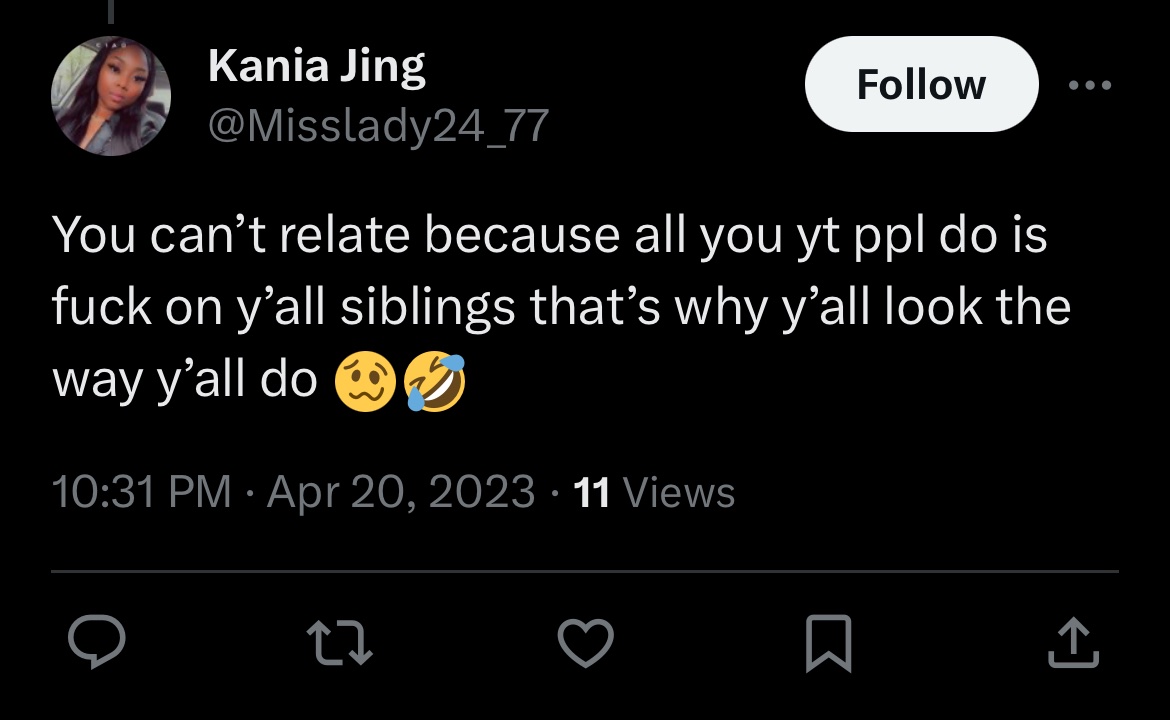 Kania Jing
Follow
@Misslady24_77
You can’t relate because all you yt ppl do is
fuck on y’all siblings that’s why y’all look the
way y’all do 🥴🤣
10:31 PM · Apr 20, 2023 · 11 Views